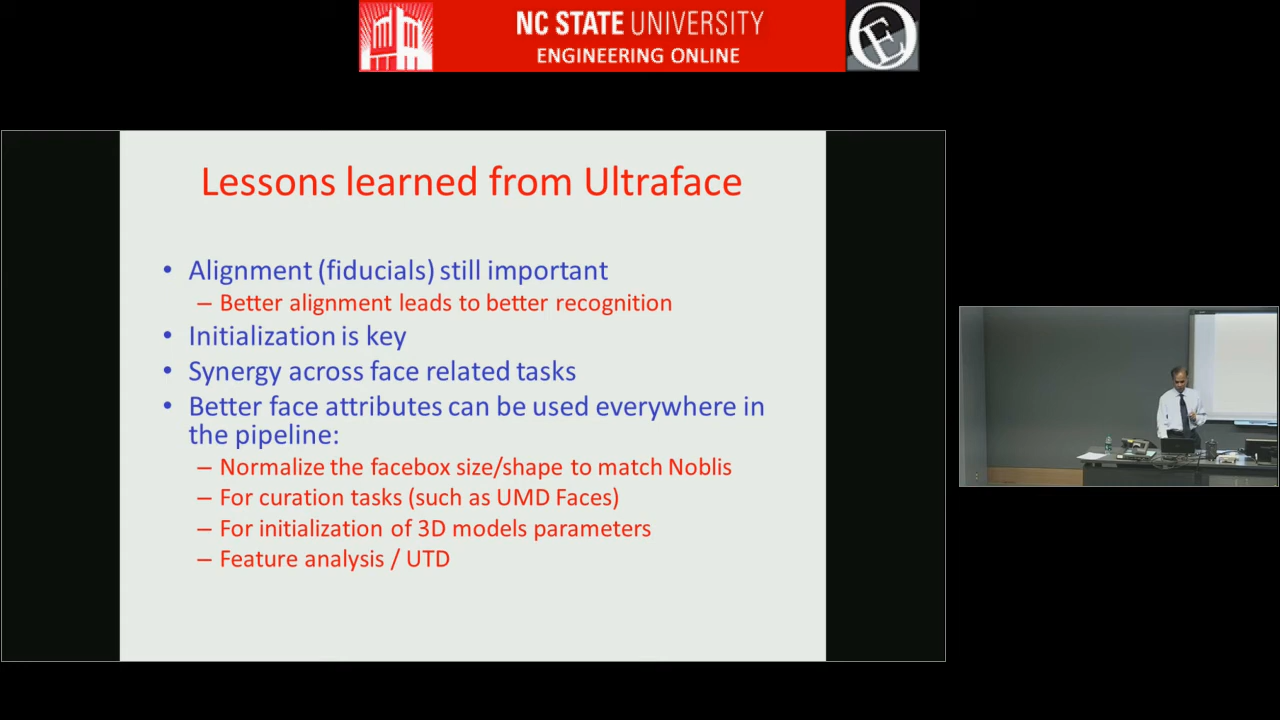 NC STATE UNIVERSITY
ENGINEERING ONLINE
Lessons learned from Ultraface
• Alignment (fiducials) still important
– Better alignment leads to better recognition
• Initialization is key
• Synergy across face related tasks
• Better face attributes can be used everywhere in
the pipeline:
– Normalize the facebox size/shape to match Noblis
– For curation tasks (such as UMD Faces)
– For initialization of 3D models parameters
– Feature analysis / UTD